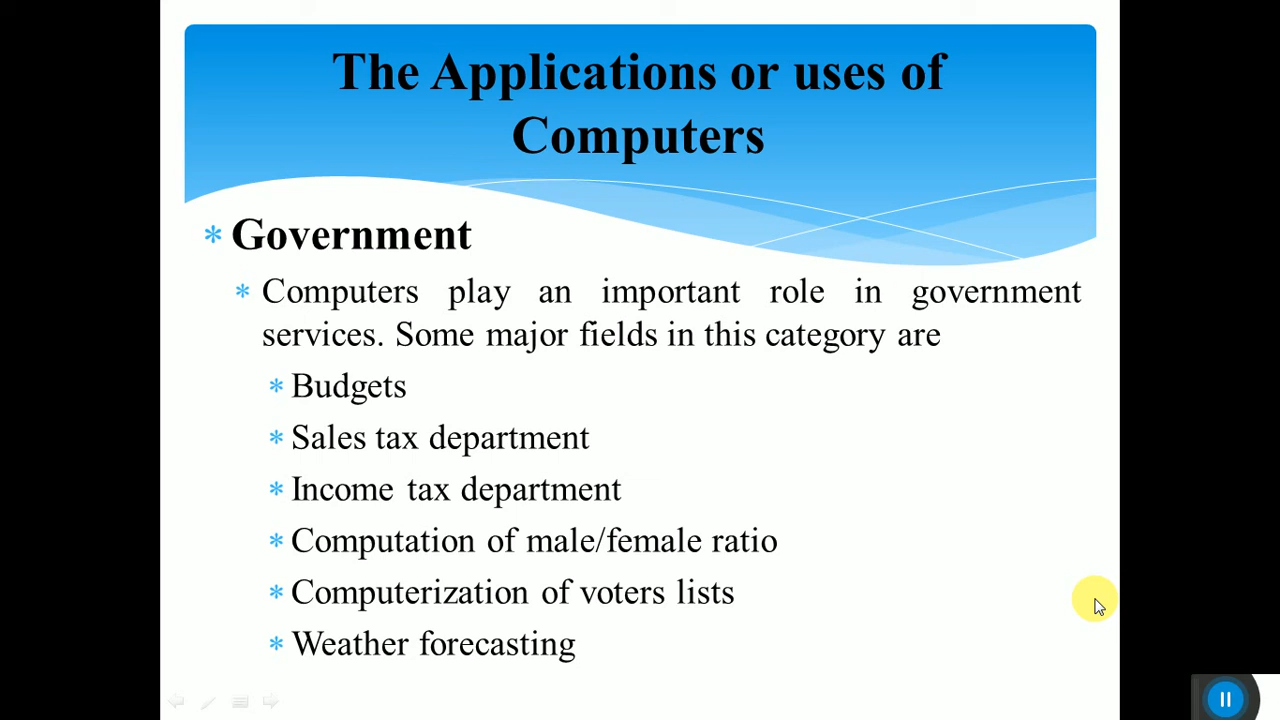 The Applications or uses of
Computers
* Government
* Computers play an important role in government
services. Some major fields in this category are
* Budgets
* Sales tax department
* Income tax department
* Computation of male/female ratio
* Computerization of voters lists
* Weather forecasting